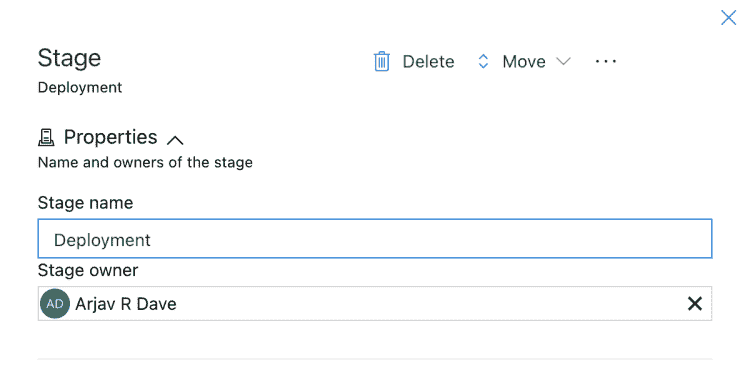 Stage
Delete Move ...
Deployment
Properties
Name and owners of the stage
Stage name
Deployment
Stage owner
AD Arjav R Dave